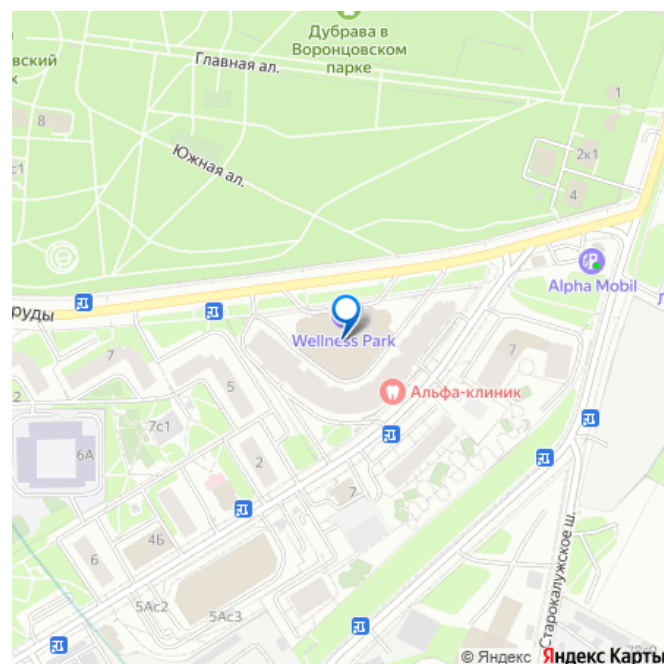 Дубрава в
Воронцовском
парке
Главная ал.
вский
к
1
8
Южная ал.
2к1
с1
4
Alpha Mobil
руды
Wellness Park
7
7
5
Альфа-клиник
2
7с1
6А
2
7
4Б
6
Старокалужское ш.
5Ас2
5Ас3
© Яндекс Яндекс Карты